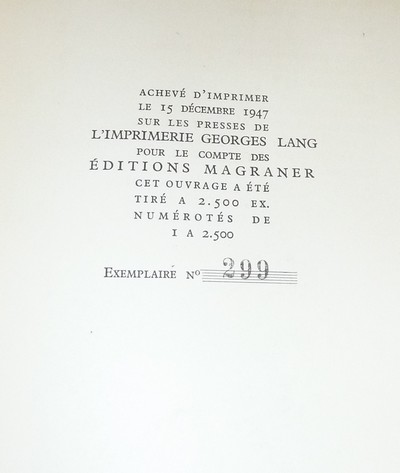 ACHEVÉ D'IMPRIMER
LE 15 DÉCEMBRE 1947
SUR LES PRESSES DE
L'IMPRIMERIE GEORGES LANG
POUR LE COMPTE DES
ÉDITIONS MAGRANER
CET OUVRAGE A ÉTÉ
TIRÉ A 2.500 EX.
NUMÉROTÉS DE
1 A 2.500
EXEMPLAIRE Nº 299